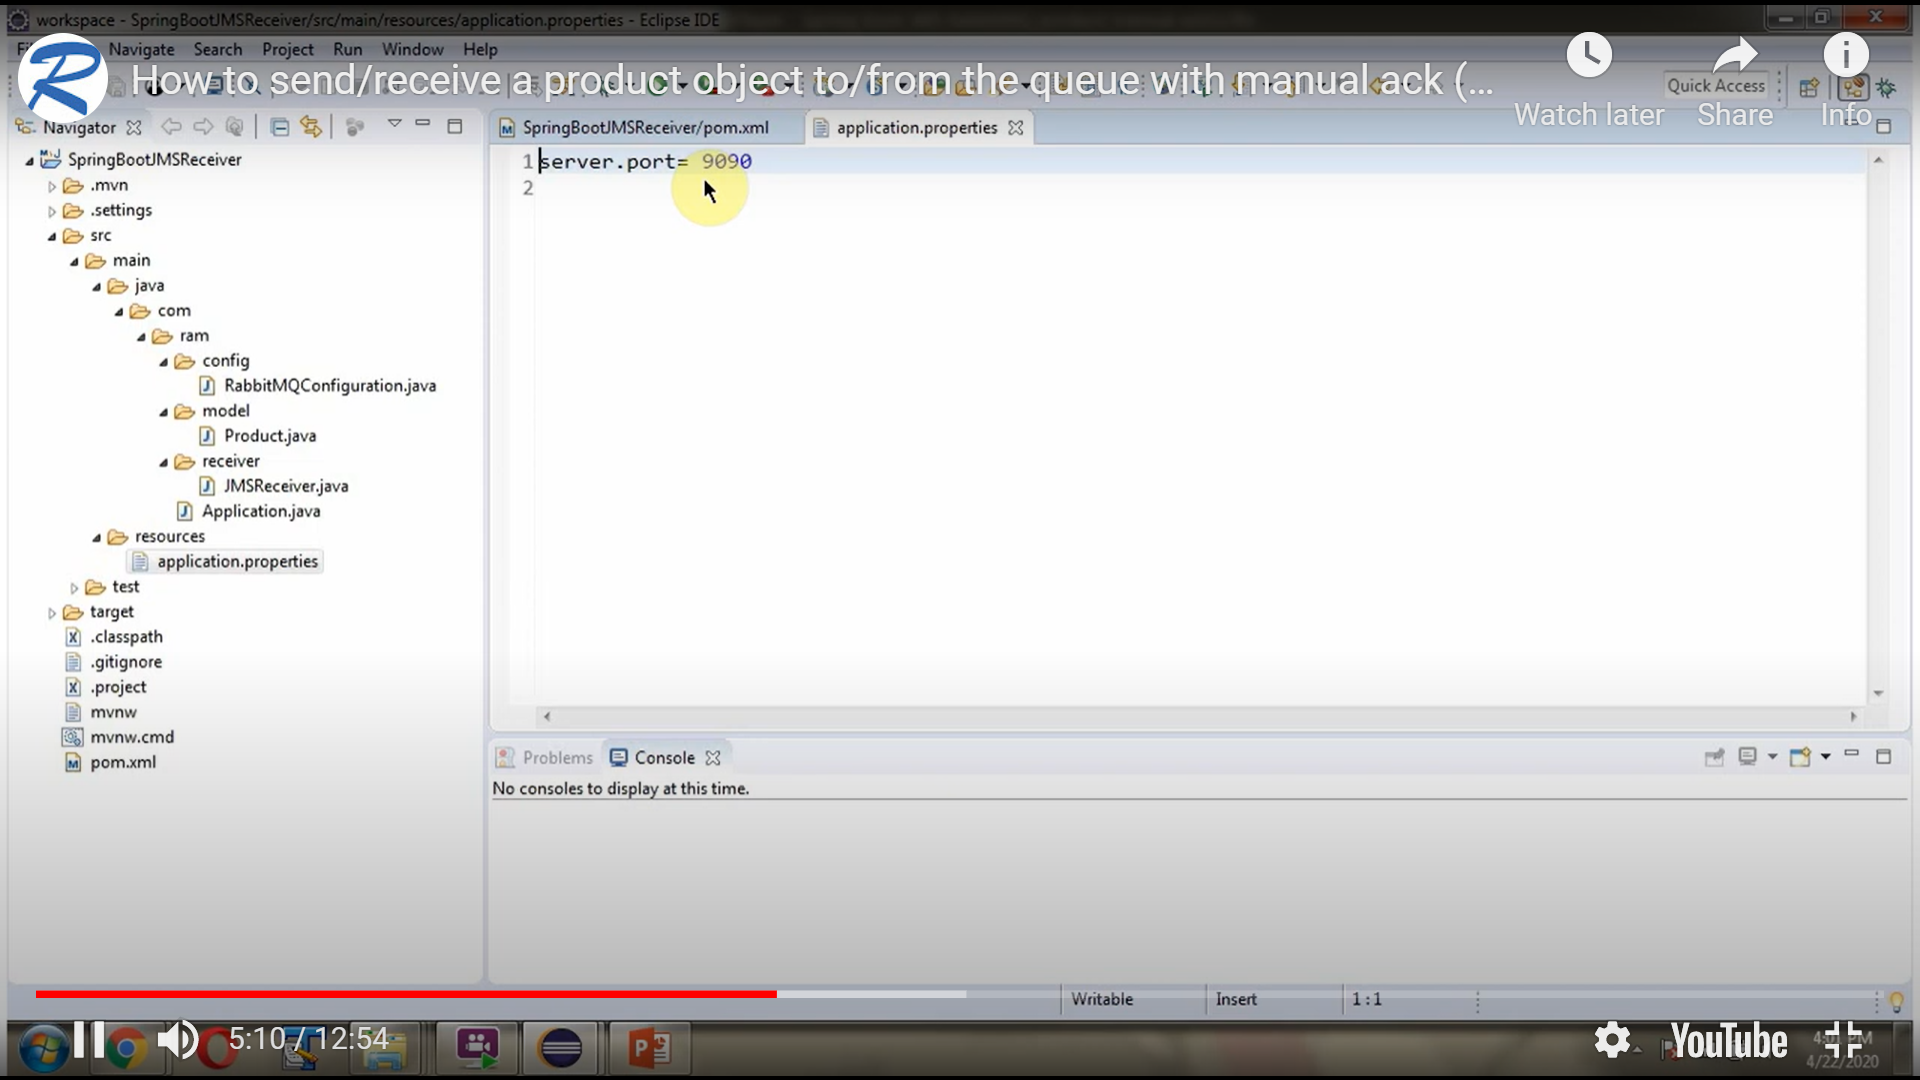 workspace - SpringBootJMSReceiver/src/main/resources/application.properties - Eclipse IDE
Navigate Search Project Run Window Help
How to send/receive a product object to/from the queue with manual ack (...
Watch later
Share
Info
Quick Access
Navigator
SpringBootJMSReceiver/pom.xml
application.properties
SpringBootJMSReceiver
.mvn
.settings
src
main
java
com
ram
config
RabbitMQConfiguration.java
model
Product.java
receiver
JMSReceiver.java
Application.java
resources
application.properties
test
target
.classpath
.gitignore
.project
mvnw
mvnw.cmd
pom.xml
1 server.port= 9090
2
Problems
Console
No consoles to display at this time.
Writable
Insert
1 : 1
5:10 / 12:54
YouTube
4:01 PM
4/22/2020